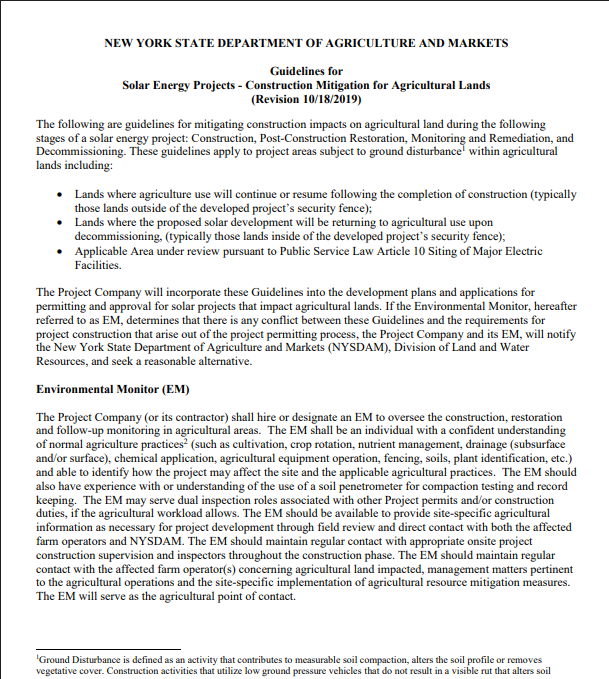 NEW YORK STATE DEPARTMENT OF AGRICULTURE AND MARKETS
Guidelines for
Solar Energy Projects - Construction Mitigation for Agricultural Lands
(Revision 10/18/2019)
The following are guidelines for mitigating construction impacts on agricultural land during the following
stages of a solar energy project: Construction, Post-Construction Restoration, Monitoring and Remediation, and
Decommissioning. These guidelines apply to project areas subject to ground disturbance¹ within agricultural
lands including:
• Lands where agriculture use will continue or resume following the completion of construction (typically
those lands outside of the developed project's security fence);
• Lands where the proposed solar development will be returning to agricultural use upon
decommissioning, (typically those lands inside of the developed project's security fence);
• Applicable Area under review pursuant to Public Service Law Article 10 Siting of Major Electric
Facilities.
The Project Company will incorporate these Guidelines into the development plans and applications for
permitting and approval for solar projects that impact agricultural lands. If the Environmental Monitor, hereafter
referred to as EM, determines that there is any conflict between these Guidelines and the requirements for
project construction that arise out of the project permitting process, the Project Company and its EM, will notify
the New York State Department of Agriculture and Markets (NYSDAM), Division of Land and Water
Resources, and seek a reasonable alternative.
Environmental Monitor (EM)
The Project Company (or its contractor) shall hire or designate an EM to oversee the construction, restoration
and follow-up monitoring in agricultural areas. The EM shall be an individual with a confident understanding
of normal agriculture practices² (such as cultivation, crop rotation, nutrient management, drainage (subsurface
and/or surface), chemical application, agricultural equipment operation, fencing, soils, plant identification, etc.)
and able to identify how the project may affect the site and the applicable agricultural practices. The EM should
also have experience with or understanding of the use of a soil penetrometer for compaction testing and record
keeping. The EM may serve dual inspection roles associated with other Project permits and/or construction
duties, if the agricultural workload allows. The EM should be available to provide site-specific agricultural
information as necessary for project development through field review and direct contact with both the affected
farm operators and NYSDAM. The EM should maintain regular contact with appropriate onsite project
construction supervision and inspectors throughout the construction phase. The EM should maintain regular
contact with the affected farm operator(s) concerning agricultural land impacted, management matters pertinent
to the agricultural operations and the site-specific implementation of agricultural resource mitigation measures.
The EM will serve as the agricultural point of contact.
¹Ground Disturbance is defined as an activity that contributes to measurable soil compaction, alters the soil profile or removes
vegetative cover. Construction activities that utilize low ground pressure vehicles that do not result in a visible rut that alters soil